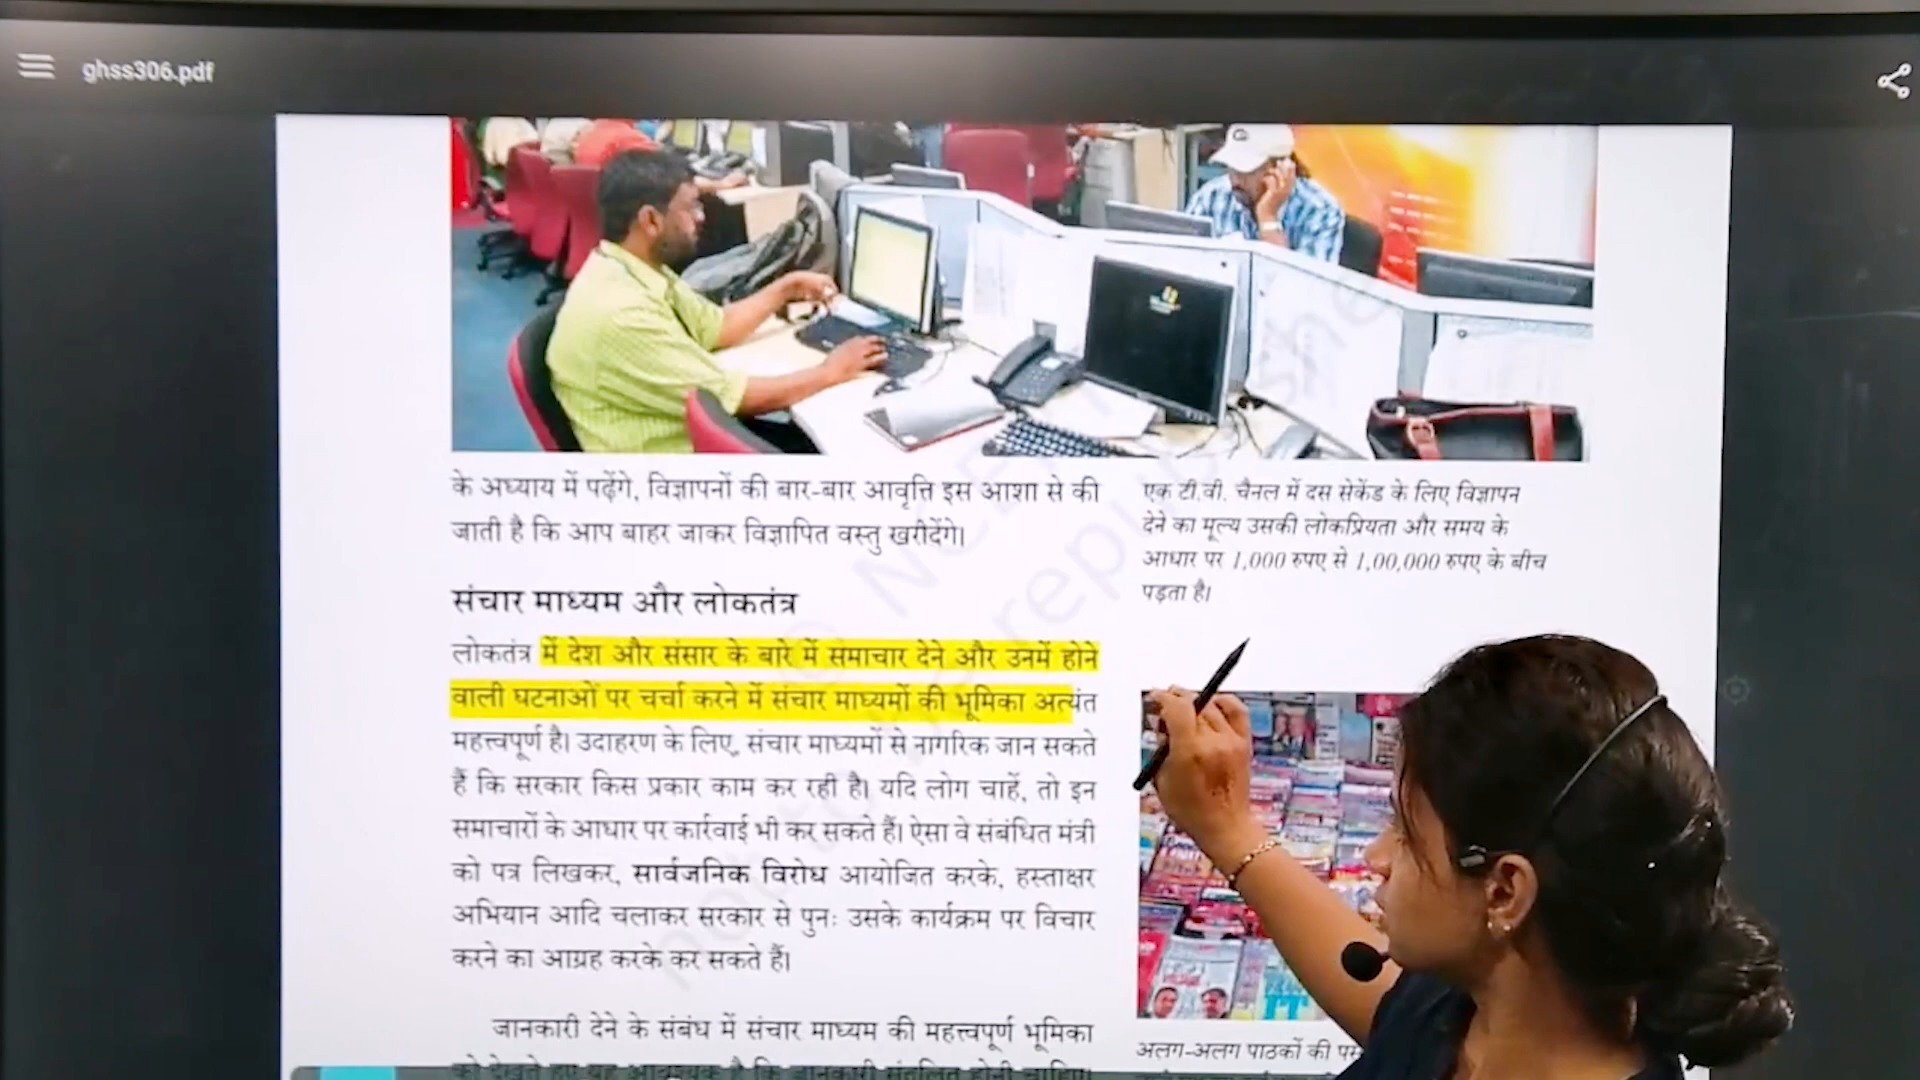 ghss306.pdf
के अध्याय में पढ़ेंगे, विज्ञापनों की बार-बार आवृत्ति इस आशा से की
जाती है कि आप बाहर जाकर विज्ञापित वस्तु खरीदेंगे।
संचार माध्यम और लोकतंत्र
लोकतंत्र में देश और संसार के बारे में समाचार देने और उनमें होने
वाली घटनाओं पर चर्चा करने में संचार माध्यमों की भूमिका अत्यंत
महत्त्वपूर्ण है। उदाहरण के लिए, संचार माध्यमों से नागरिक जान सकते
हैं कि सरकार किस प्रकार काम कर रही है। यदि लोग चाहें, तो इन
समाचारों के आधार पर कार्रवाई भी कर सकते हैं। ऐसा वे संबंधित मंत्री
को पत्र लिखकर, सार्वजनिक विरोध आयोजित करके, हस्ताक्षर
अभियान आदि चलाकर सरकार से पुनः उसके कार्यक्रम पर विचार
करने का आग्रह करके कर सकते हैं।
जानकारी देने के संबंध में संचार माध्यम की महत्त्वपूर्ण भूमिका
को देखते हुए यह आवश्यक है कि जानकारी संतुलित होनी चाहिए।
एक टी.वी. चैनल में दस सेकेंड के लिए विज्ञापन
देने का मूल्य उसकी लोकप्रियता और समय के
आधार पर 1,000 रुपए से 1,00,000 रुपए के बीच
पड़ता है।
अलग-अलग पाठकों की